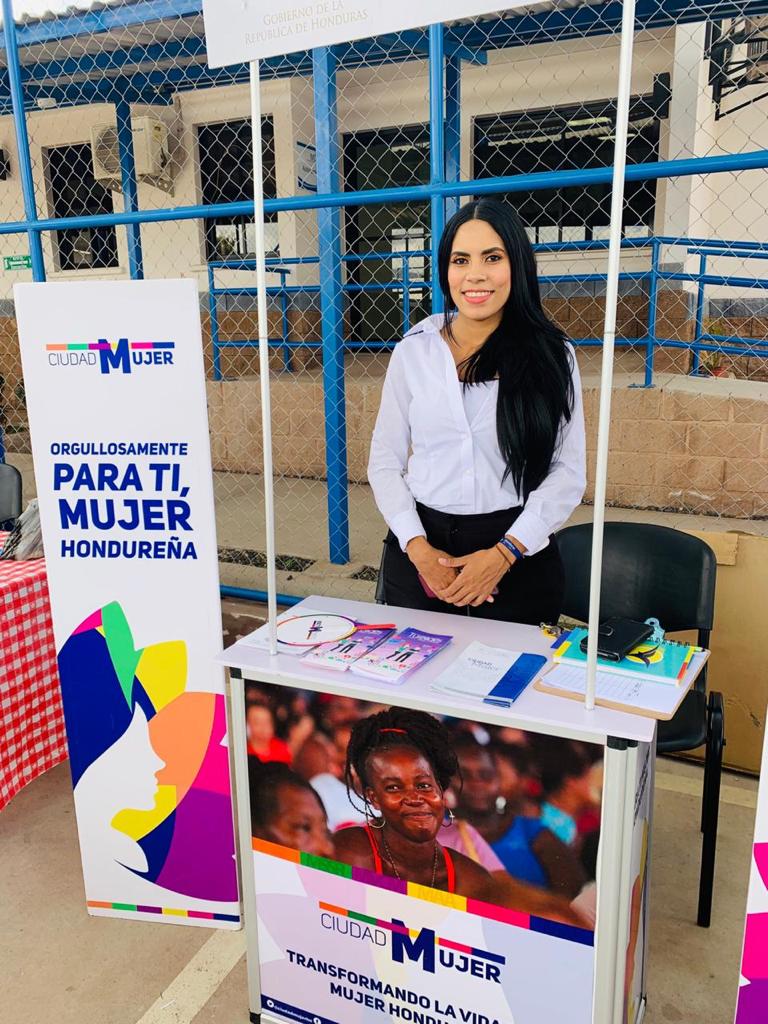 GOBIERNO DE LA
REPÚBLICA DE HONDURAS
CIUDAD MUJER
ORGULLOSAMENTE
PARA TI,
MUJER
HONDUREÑA
CIUDAD MUJER
TRANSFORMANDO LA VIDA
MUJER HONDU